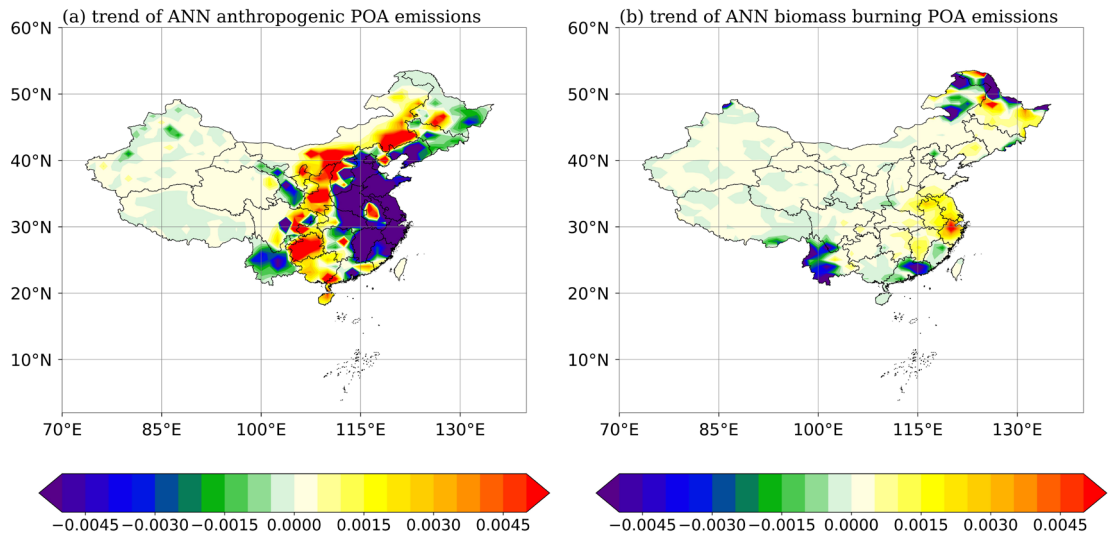 (a) trend of ANN anthropogenic POA emissions
60°N
50°N
40°N
30°N
20°N
10°N
70°E 85°E 100°E 115°E 130°E
−0.0045 −0.0030 −0.0015 0.0000 0.0015 0.0030 0.0045
(b) trend of ANN biomass burning POA emissions
60°N
50°N
40°N
30°N
20°N
10°N
70°E 85°E 100°E 115°E 130°E
−0.0045 −0.0030 −0.0015 0.0000 0.0015 0.0030 0.0045